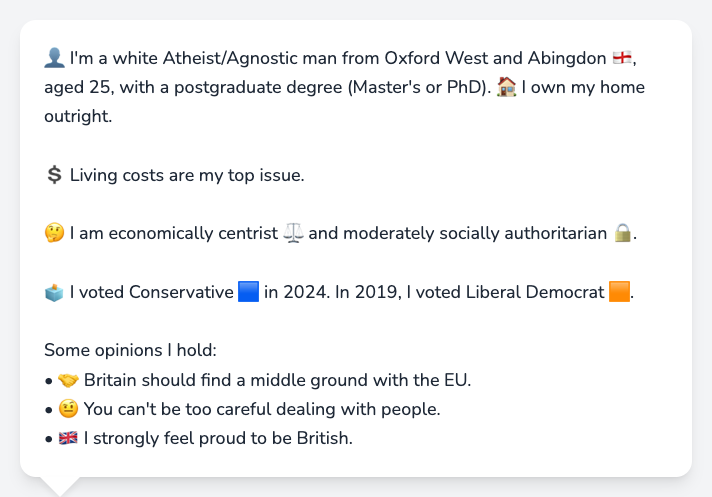 👤 I'm a white Atheist/Agnostic man from Oxford West and Abingdon 🏴󠁧󠁢󠁥󠁮󠁧󠁿,
aged 25, with a postgraduate degree (Master's or PhD). 🏠 I own my home
outright.
💲 Living costs are my top issue.
🤔 I am economically centrist ⚖️ and moderately socially authoritarian 🔒.
🗳️ I voted Conservative 🟦 in 2024. In 2019, I voted Liberal Democrat 🟧.
Some opinions I hold:
• 🤝 Britain should find a middle ground with the EU.
• 🤨 You can't be too careful dealing with people.
• 🇬🇧 I strongly feel proud to be British.